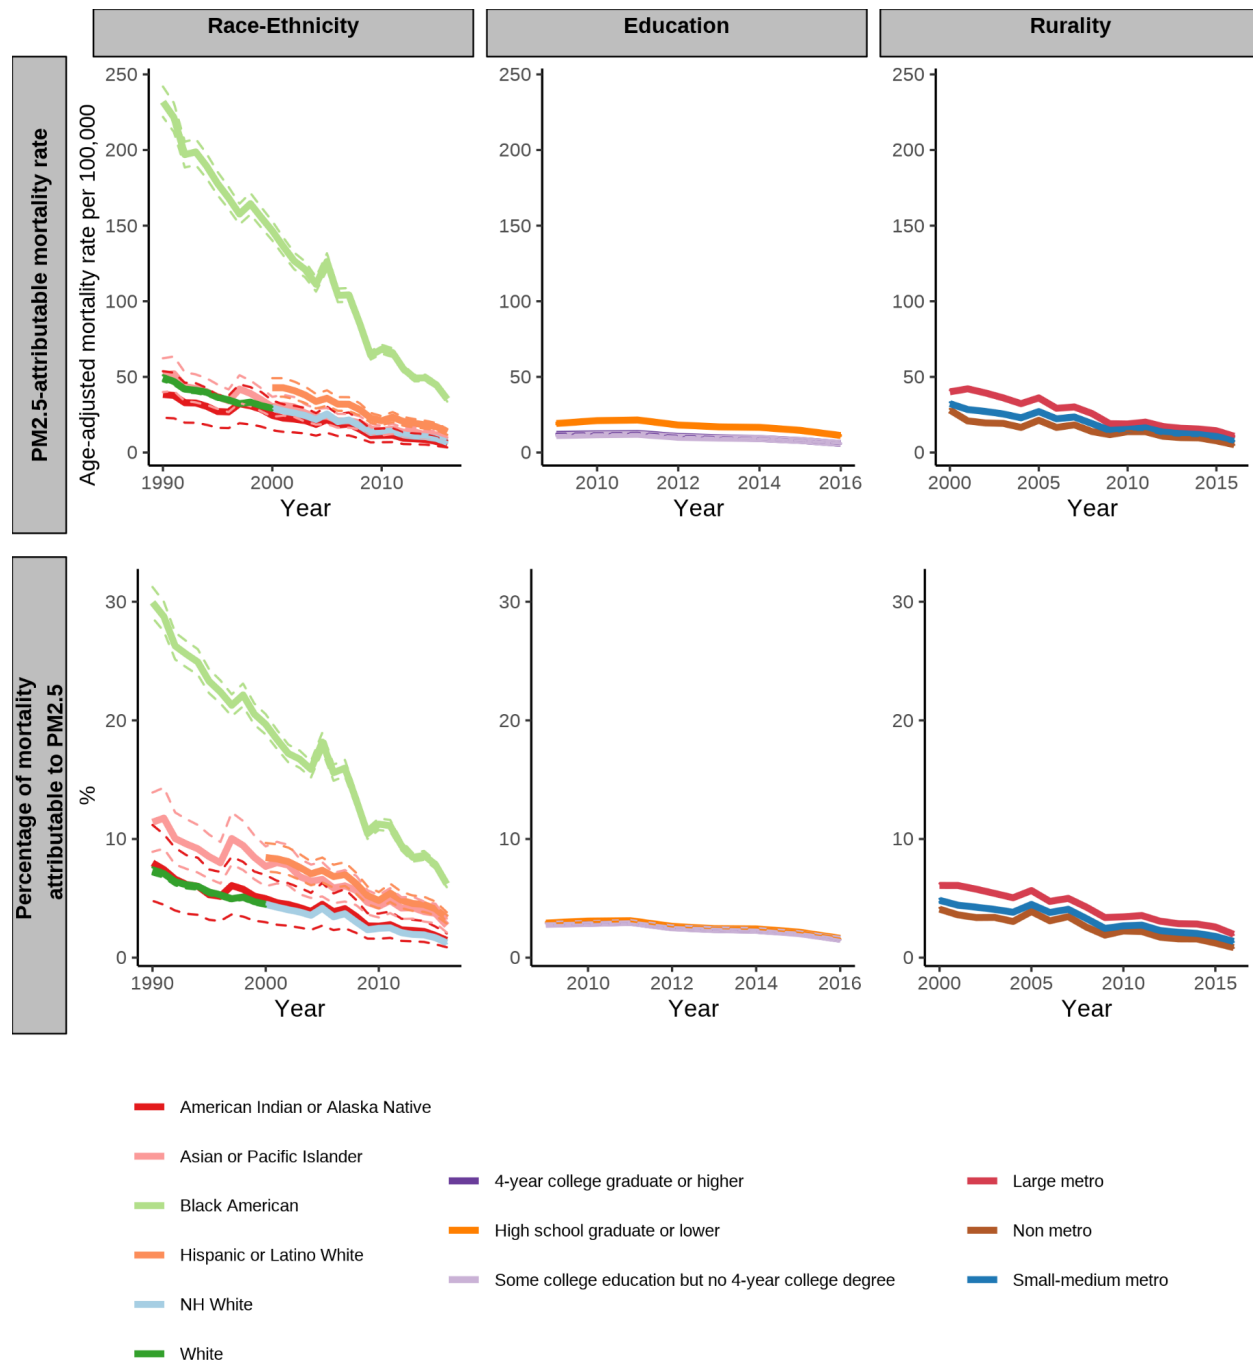 Race-Ethnicity
Education
Rurality
PM2.5-attributable mortality rate
Age-adjusted mortality rate per 100,000
250
200
150
100
50
0
1990
2000
2010
Year
250
200
150
100
50
0
2010
2012
2014
2016
Year
250
200
150
100
50
0
2000
2005
2010
2015
Year
Percentage of mortality
attributable to PM2.5
%
30
20
10
0
1990
2000
2010
Year
30
20
10
0
2010
2012
2014
2016
Year
30
20
10
0
2000
2005
2010
2015
Year
American Indian or Alaska Native
Asian or Pacific Islander
Black American
Hispanic or Latino White
NH White
White
4-year college graduate or higher
High school graduate or lower
Some college education but no 4-year college degree
Large metro
Non metro
Small-medium metro